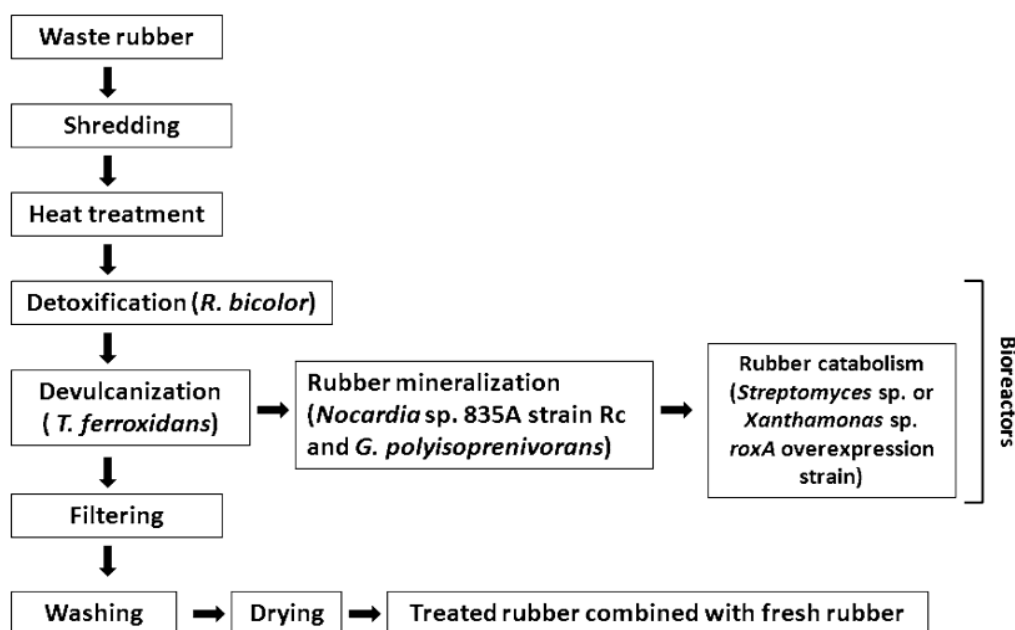 Waste rubber
Shredding
Heat treatment
Detoxification (R. bicolor)
Devulcanization
( T. ferroxidans)
Rubber mineralization
(Nocardia sp. 835A strain Rc
and G. polyisoprenivorans)
Rubber catabolism
(Streptomyces sp. or
Xanthamonas sp.
roxA overexpression
strain)
Bioreactors
Filtering
Washing
Drying
Treated rubber combined with fresh rubber